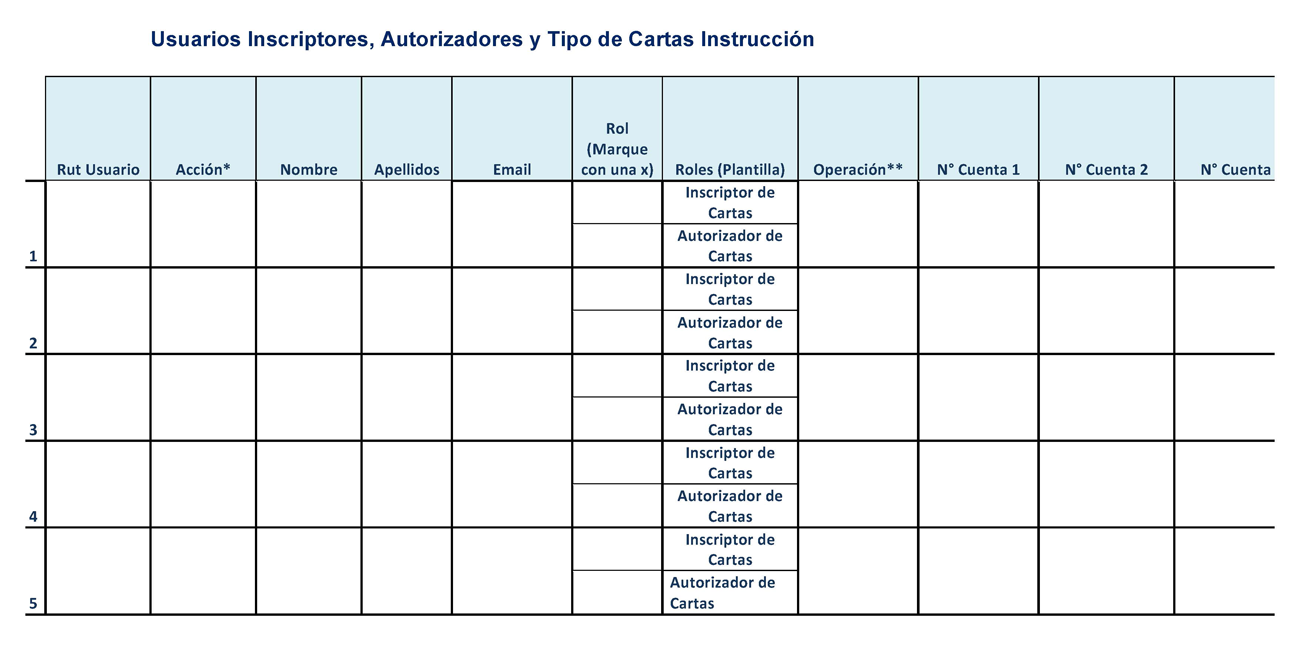 Usuarios Inscriptores, Autorizadores y Tipo de Cartas Instrucción
Rut Usuario
Acción*
Nombre
Apellidos
Email
Rol
(Marque
con una x)
Roles (Plantilla)
Operación**
N° Cuenta 1
N° Cuenta 2
N° Cuenta
1
Inscriptor de
Cartas
Autorizador de
Cartas
2
Inscriptor de
Cartas
Autorizador de
Cartas
3
Inscriptor de
Cartas
Autorizador de
Cartas
4
Inscriptor de
Cartas
Autorizador de
Cartas
5
Inscriptor de
Cartas
Autorizador de
Cartas